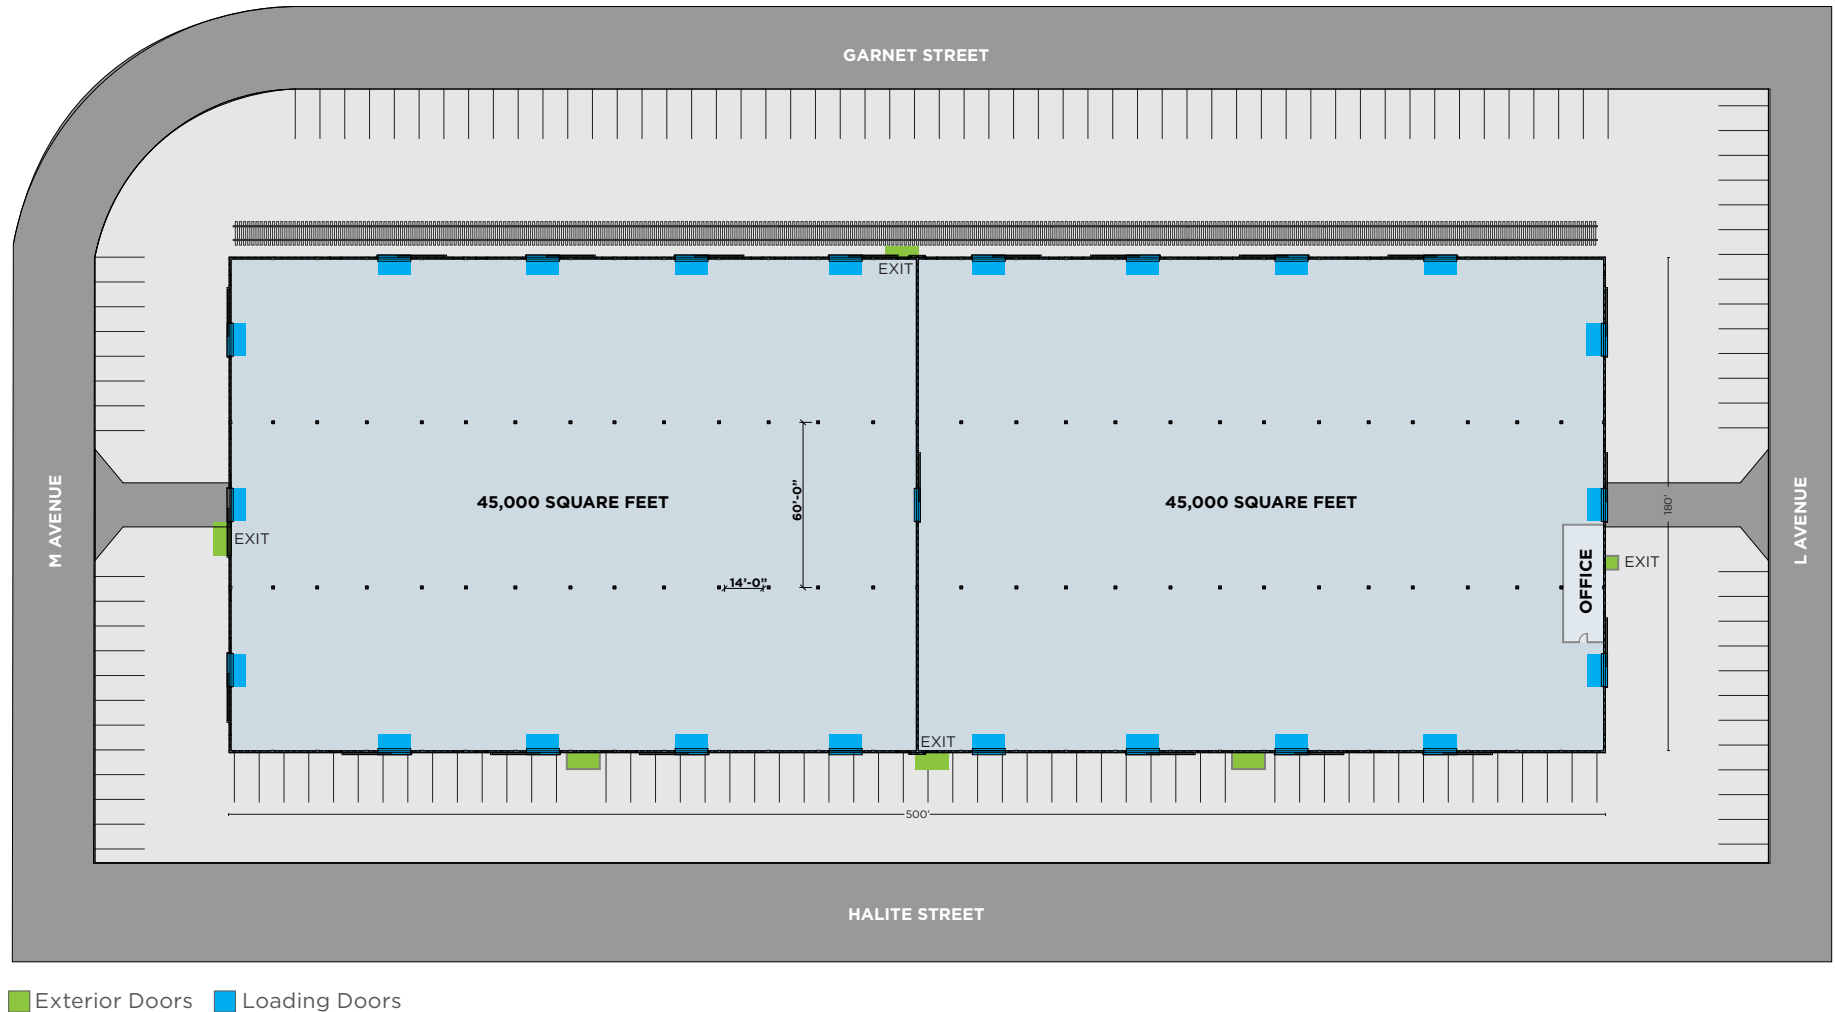 GARNET STREET
EXIT
M AVENUE
45,000 SQUARE FEET
60'-0"
45,000 SQUARE FEET
180'
L AVENUE
EXIT
EXIT
OFFICE
14'-0"
EXIT
500'
HALITE STREET
Exterior Doors
Loading Doors